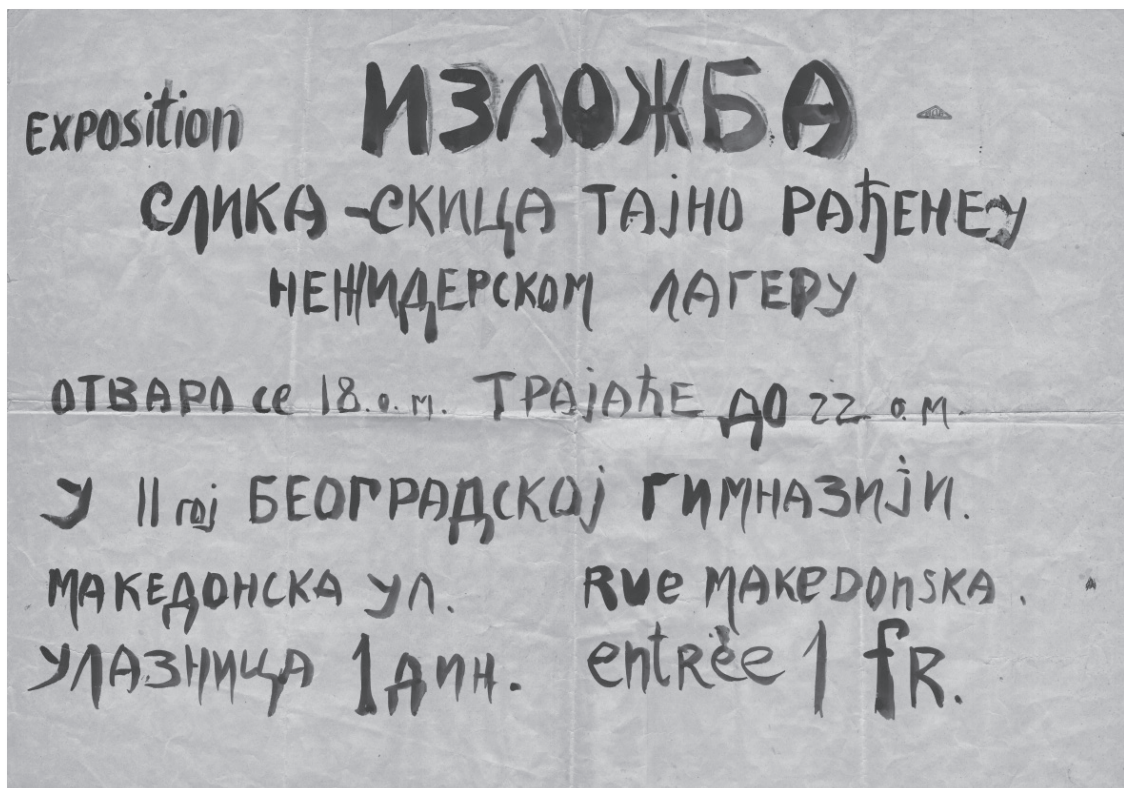 Exposition ИЗЛОЖБА
СЛИКА-СКИЦА ТАЈНО РАЂЕНЕ У
НЕЖИДЕРСКОМ ЛАГЕРУ
ОТВАРА се 18. о. м. ТРАЈАЋЕ ДО 22 о. м.
У II гој БЕОГРАДСКОЈ ГИМНАЗИЈИ.
МАКЕДОНСКА УЛ. RUe MAKEDOnSKA.
УЛАЗНИЦА 1 ДИН. entRèe 1 fR.